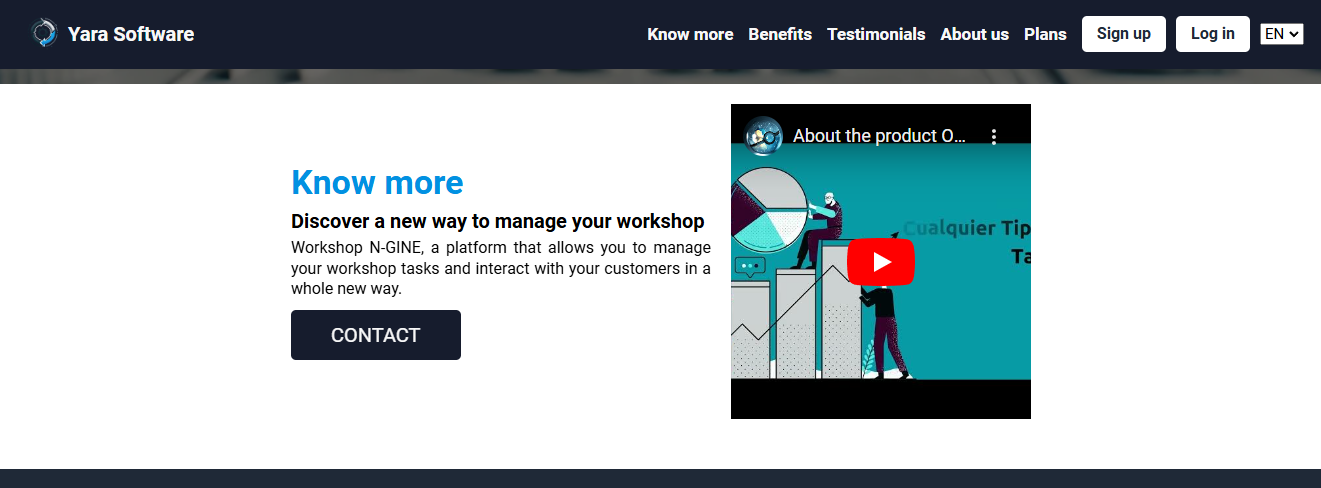 Yara Software
Know more Benefits Testimonials About us Plans Sign up Log in EN
About the product O...
Know more
Discover a new way to manage your workshop
Workshop N-GINE, a platform that allows you to manage
your workshop tasks and interact with your customers in a
whole new way.
CONTACT
Cualquier Tip
Ta